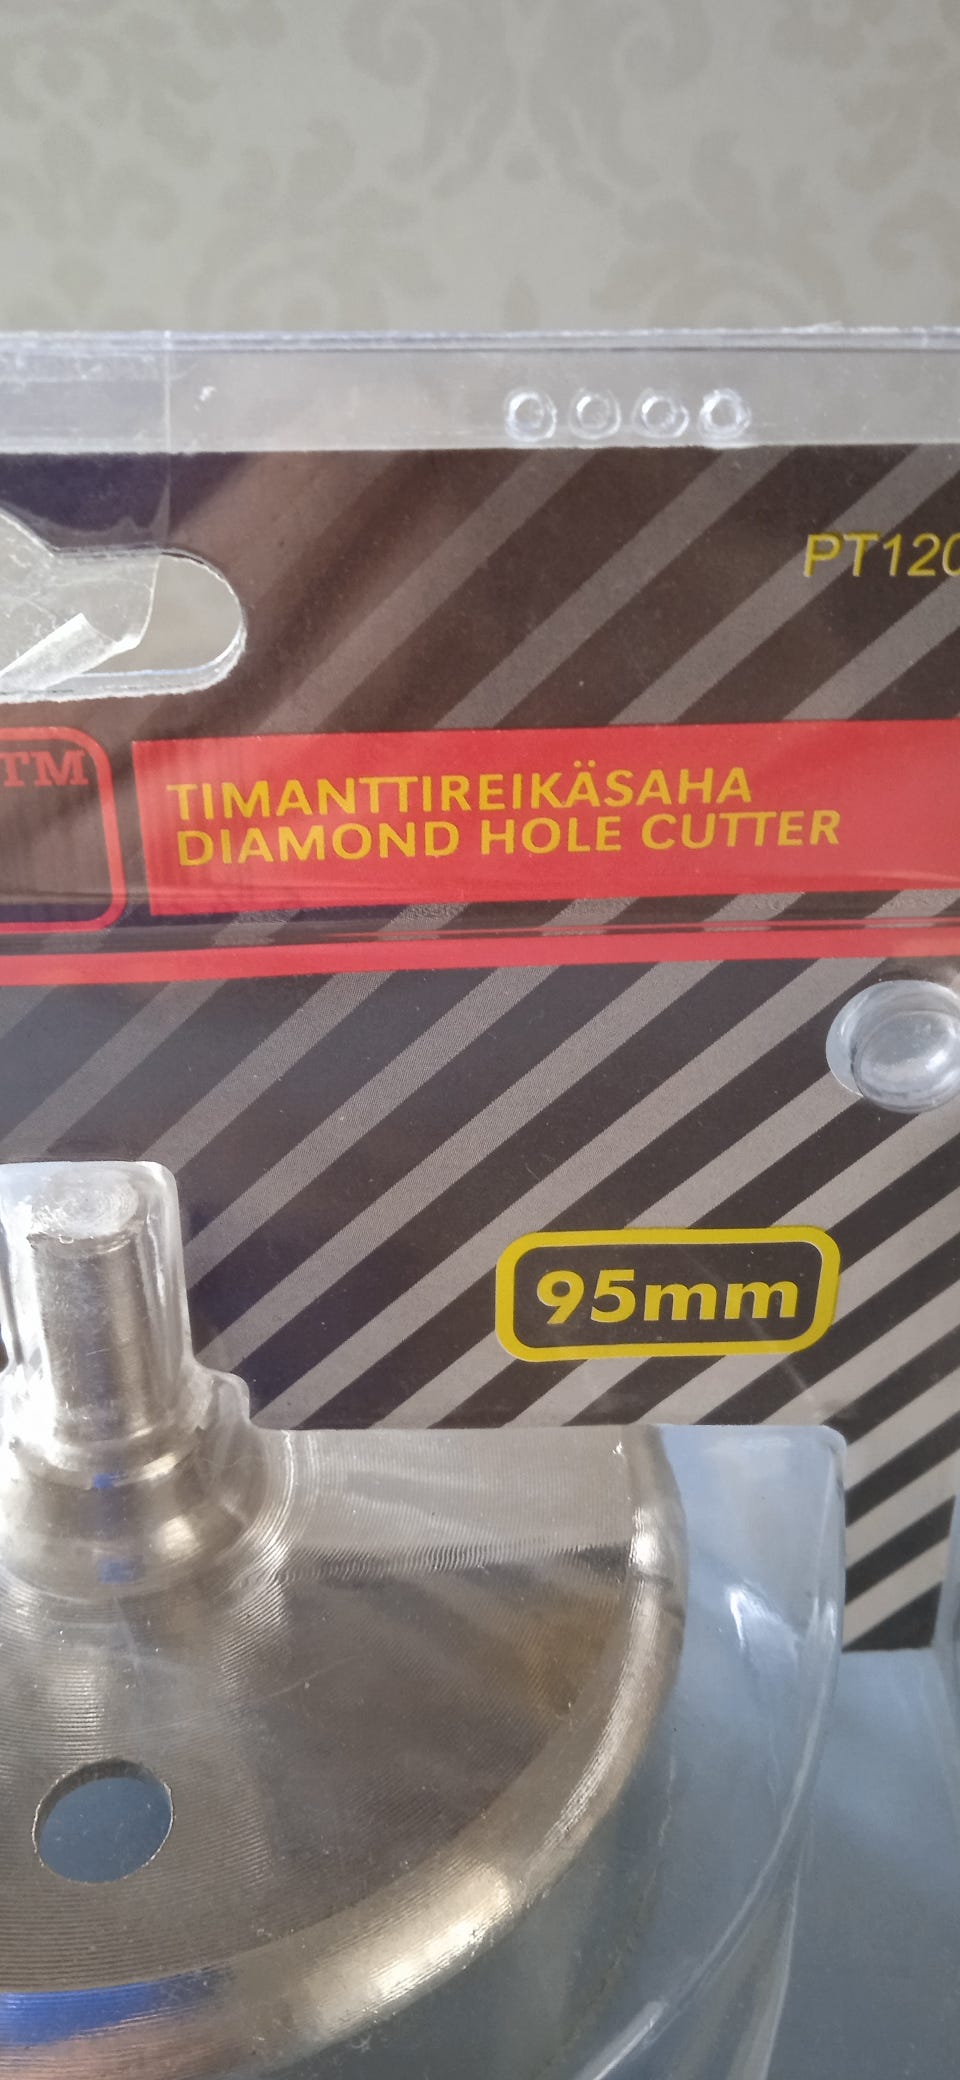 PT120
TM
TIMANTTIREIKÄSAHA
DIAMOND HOLE CUTTER
95mm